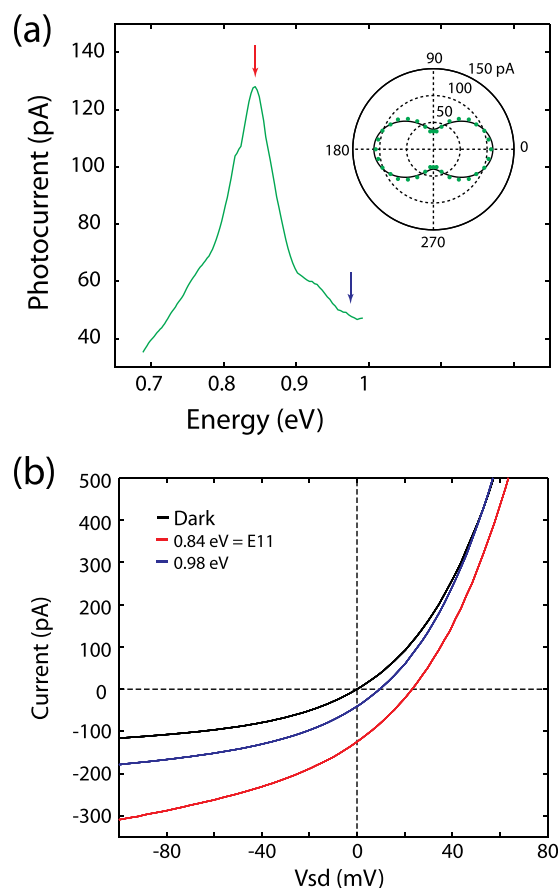 (a)
140
120
100
80
60
40
Photocurrent (pA)
0.7 0.8 0.9 1
Energy (eV)
90
150 pA
100
50
180 0
270
(b)
500
400
300
200
100
0
-100
-200
-300
Current (pA)
Dark
0.84 eV = E11
0.98 eV
-80 -40 0 40 80
Vsd (mV)